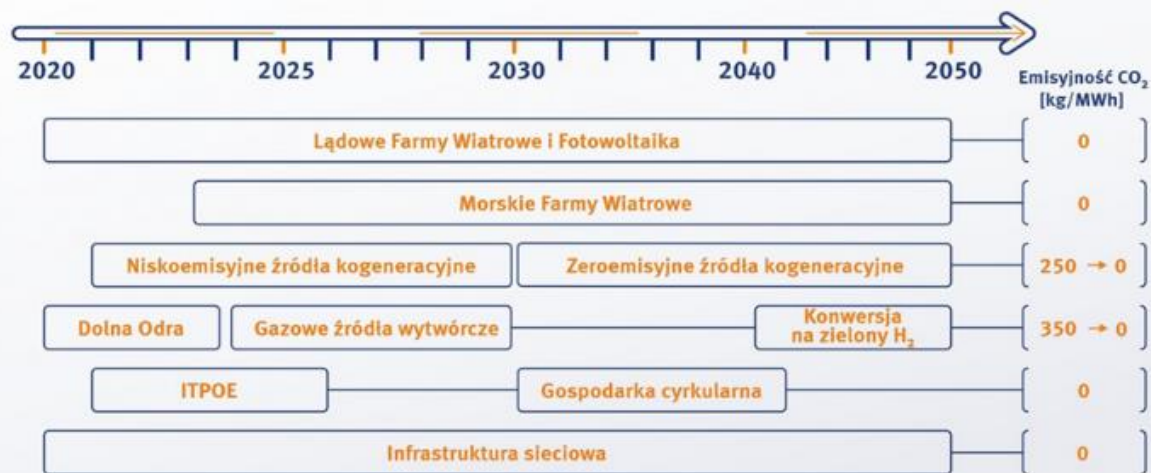 2020 2025 2030 2040 2050
Emisyjność CO₂
[kg/MWh]
Lądowe Farmy Wiatrowe i Fotowoltaika 0
Morskie Farmy Wiatrowe 0
Niskoemisyjne źródła kogeneracyjne Zeroemisyjne źródła kogeneracyjne 250 → 0
Dolna Odra Gazowe źródła wytwórcze Konwersja
na zielony H₂ 350 → 0
ITPOE Gospodarka cyrkularna 0
Infrastruktura sieciowa 0